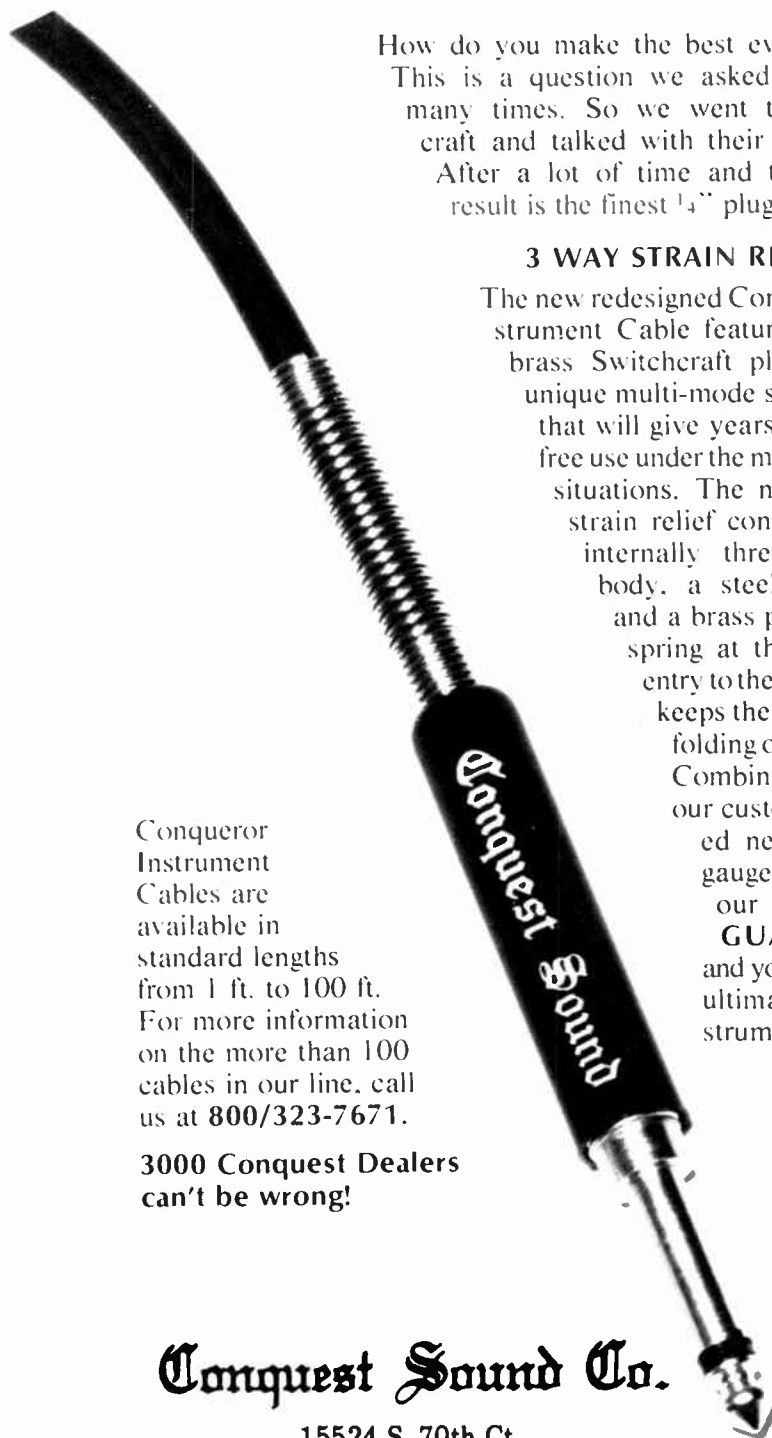 How do you make the best ev
This is a question we asked
many times. So we went t
craft and talked with their
After a lot of time and t
result is the finest ¼" plug
3 WAY STRAIN RE
The new redesigned Con
strument Cable featur
brass Switchcraft pl
unique multi-mode s
that will give years
free use under the m
situations. The n
strain relief con
internally thre
body, a steel
and a brass p
spring at th
entry to the
keeps the
folding o
Combin
our custo
ed ne
gauge
our
GUA
and yo
ultima
strum
Conquest Sound
Conqueror
Instrument
Cables are
available in
standard lengths
from 1 ft. to 100 ft.
For more information
on the more than 100
cables in our line, call
us at 800/323-7671.
3000 Conquest Dealers
can't be wrong!
Conquest Sound Co.
15524 S. 70th Ct.